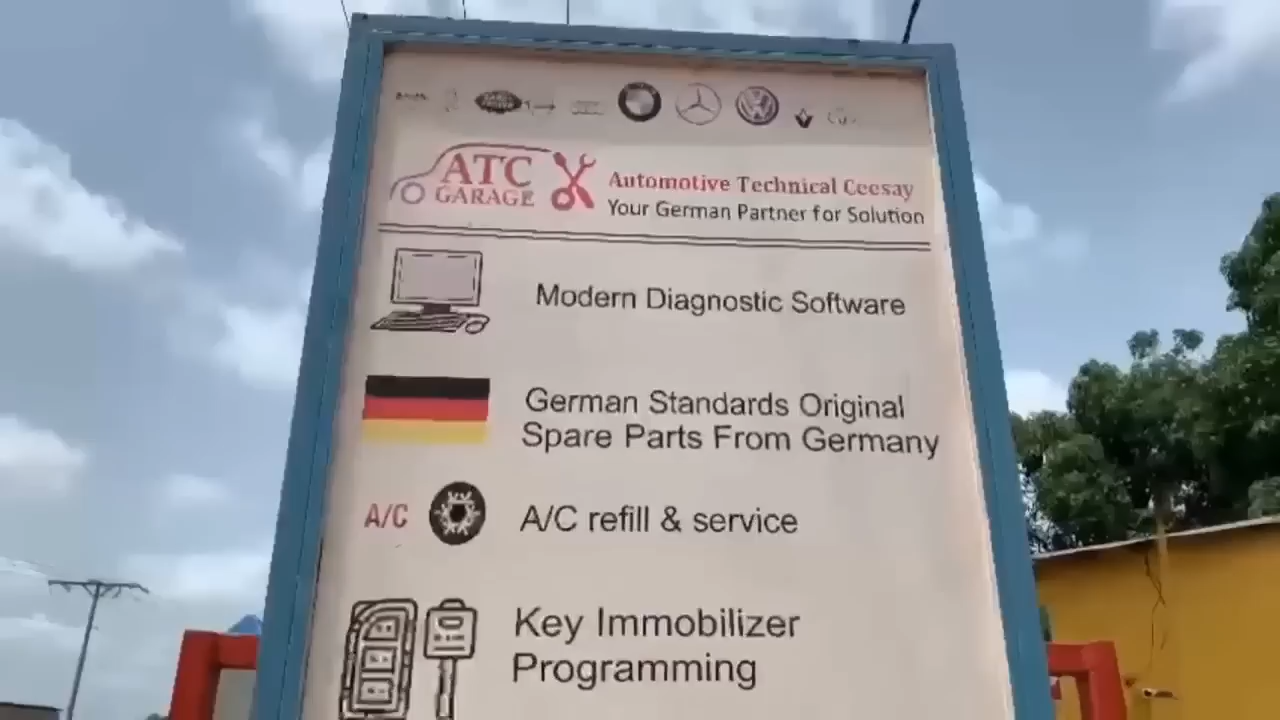 ATC
GARAGE
Automotive Technical Ceesay
Your German Partner for Solution
Modern Diagnostic Software
German Standards Original
Spare Parts From Germany
A/C
A/C refill & service
Key Immobilizer
Programming